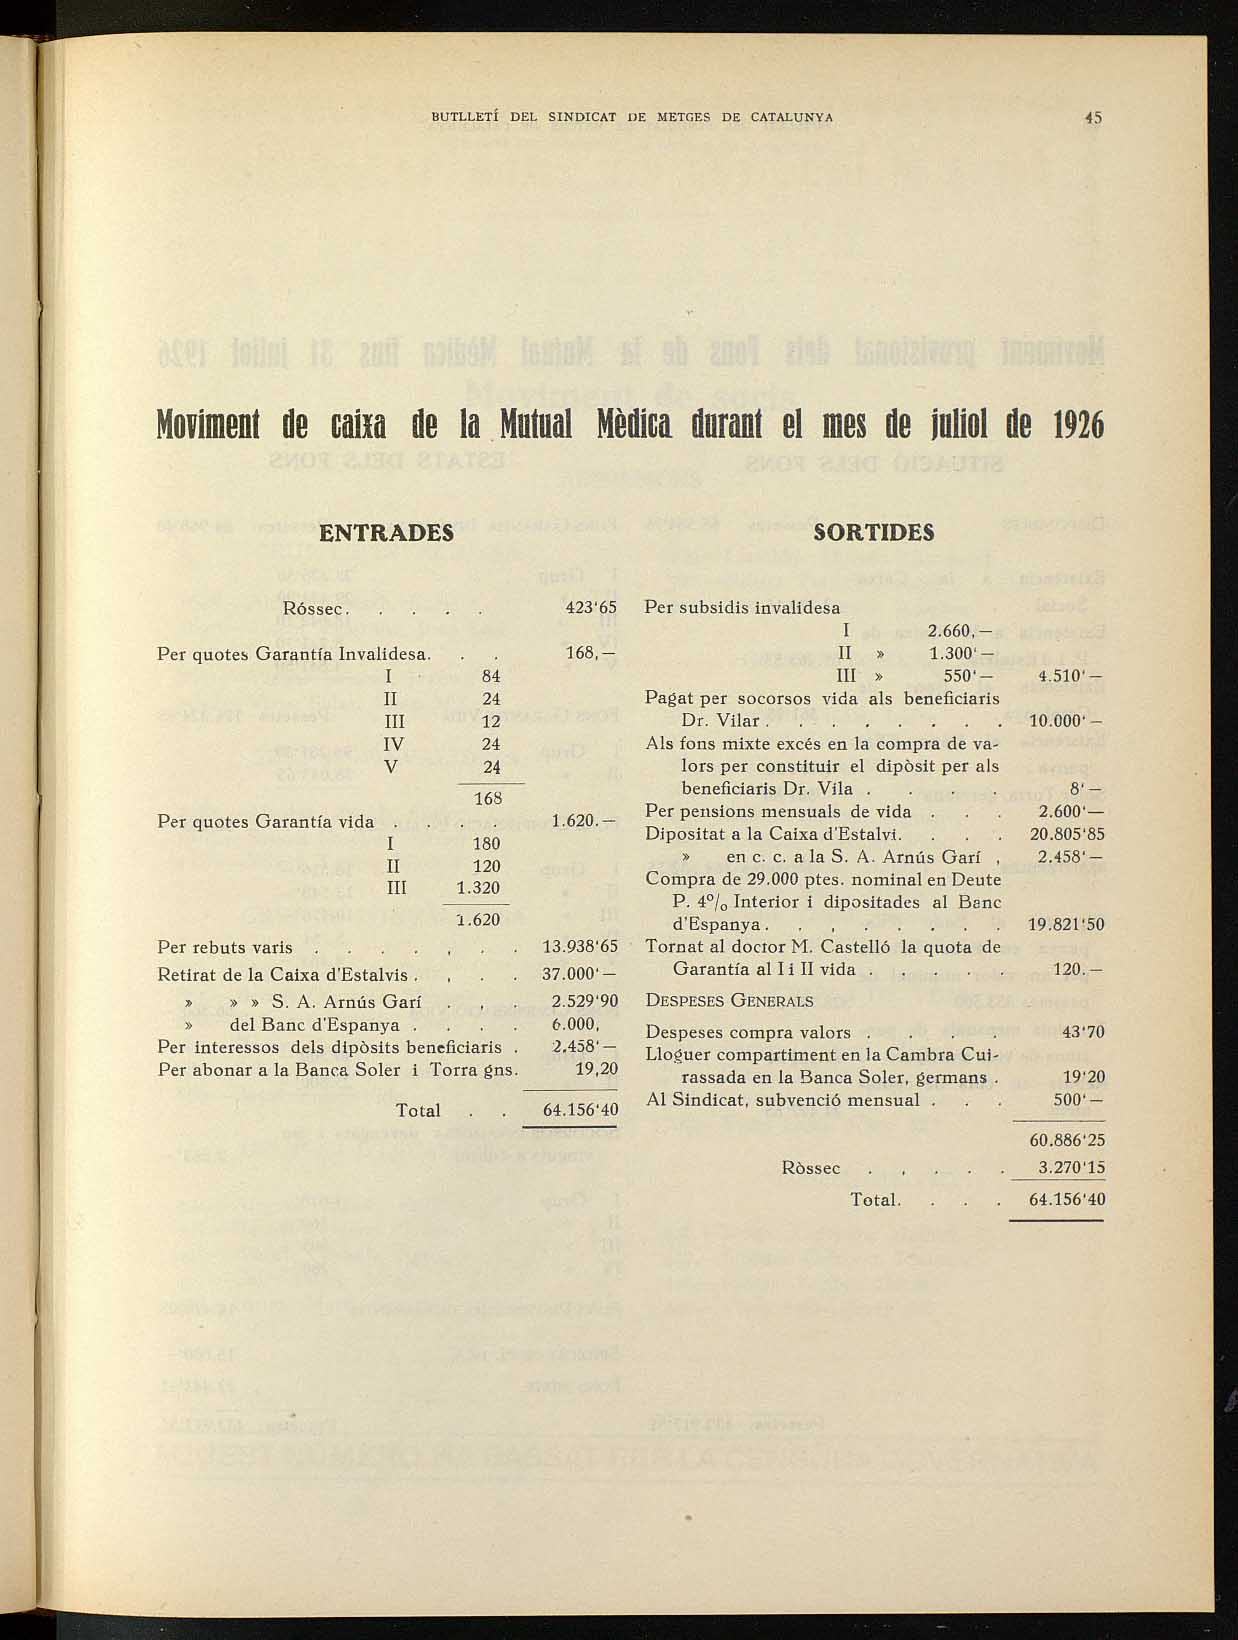 BUTLLETÍ DEL SINDICAT DE METGES DE CATALUNYA 45
Moviment de caixa de la Mutual Mèdica durant el mes de juliol de 1926
ENTRADES
Róssec. . . . . 423'65
Per quotes Garantía Invalidesa. . . 168,—
I 84
II 24
III 12
IV 24
V 24
168
Per quotes Garantía vida . . . . 1.620.—
I 180
II 120
III 1.320
1.620
Per rebuts varis . . . . , . . 13.938'65
Retirat de la Caixa d'Estalvis . , . . 37.000'—
» » » S. A. Arnús Garí . , . 2.529'90
» del Banc d'Espanya . . . . 6.000,
Per interessos dels dipòsits beneficiaris . 2.458'—
Per abonar a la Banca Soler i Torra gns. 19,20
Total . . 64.156'40
SORTIDES
Per subsidis invalidesa
I 2.660,—
II » 1.300'—
III » 550'— 4.510'—
Pagat per socorsos vida als beneficiaris
Dr. Vilar . . . . . . . . 10.000'—
Als fons mixte excés en la compra de va-
lors per constituir el dipòsit per als
beneficiaris Dr. Vila . . . . . 8'—
Per pensions mensuals de vida . . . 2.600'—
Dipositat a la Caixa d'Estalvi. . . . 20.805'85
» en c. c. a la S. A. Arnús Garí , 2.458'—
Compra de 29.000 ptes. nominal en Deute
P. 4% Interior i dipositades al Banc
d'Espanya . . . , . . . . 19.821'50
Tornat al doctor M. Castelló la quota de
Garantía al I i II vida . . . . . 120.—
DESPESES GENERALS
Despeses compra valors . . . . . 43'70
Lloguer compartiment en la Cambra Cui-
rassada en la Banca Soler, germans . 19'20
Al Sindicat, subvenció mensual . . . 500'—
60.886'25
Ròssec . , . . . 3.270'15
Total. . . . 64.156'40